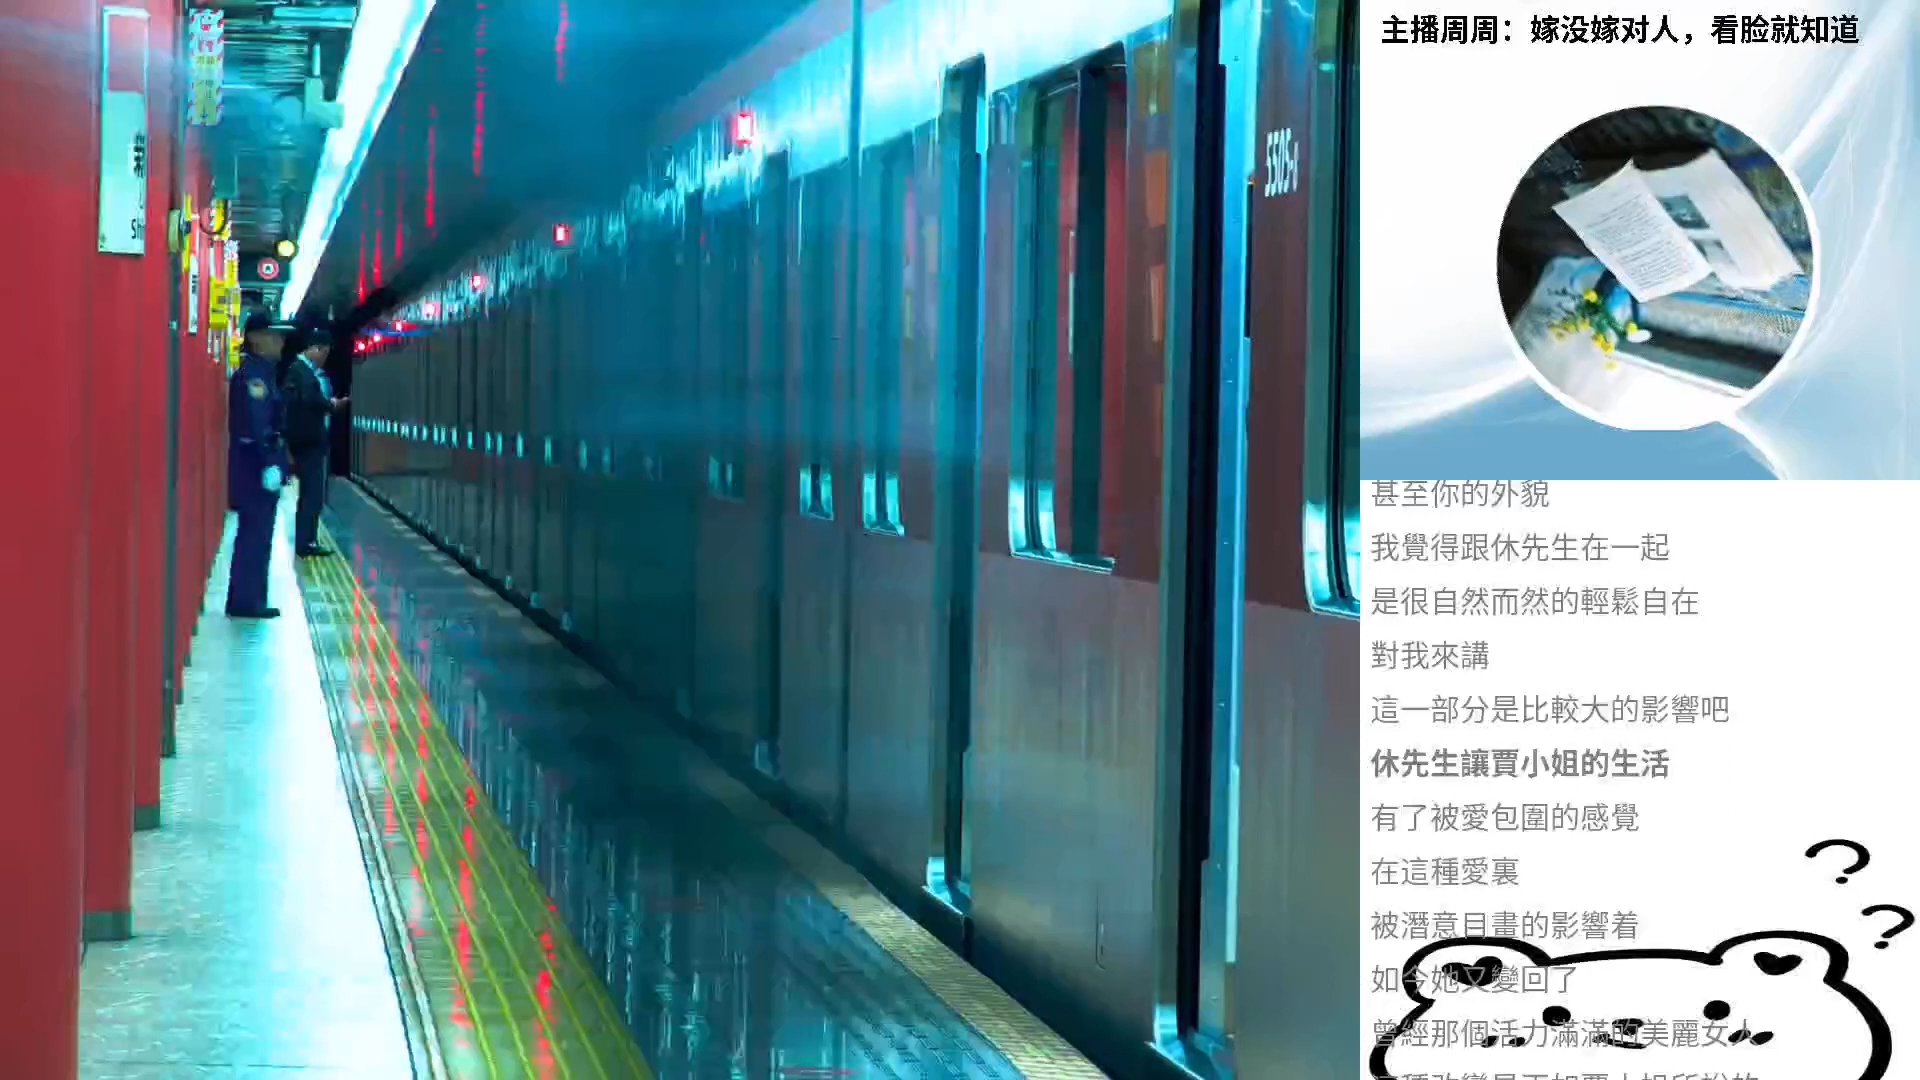 主播周周：嫁没嫁对人，看脸就知道
5505-8
甚至你的外貌
我覺得跟休先生在一起
是很自然而然的輕鬆自在
對我來講
這一部分是比較大的影響吧
休先生讓賈小姐的生活
有了被愛包圍的感覺
在這種愛裏
被潛意目畫的影響着
如今她又變回了
曾經那個活力滿滿的美麗女人